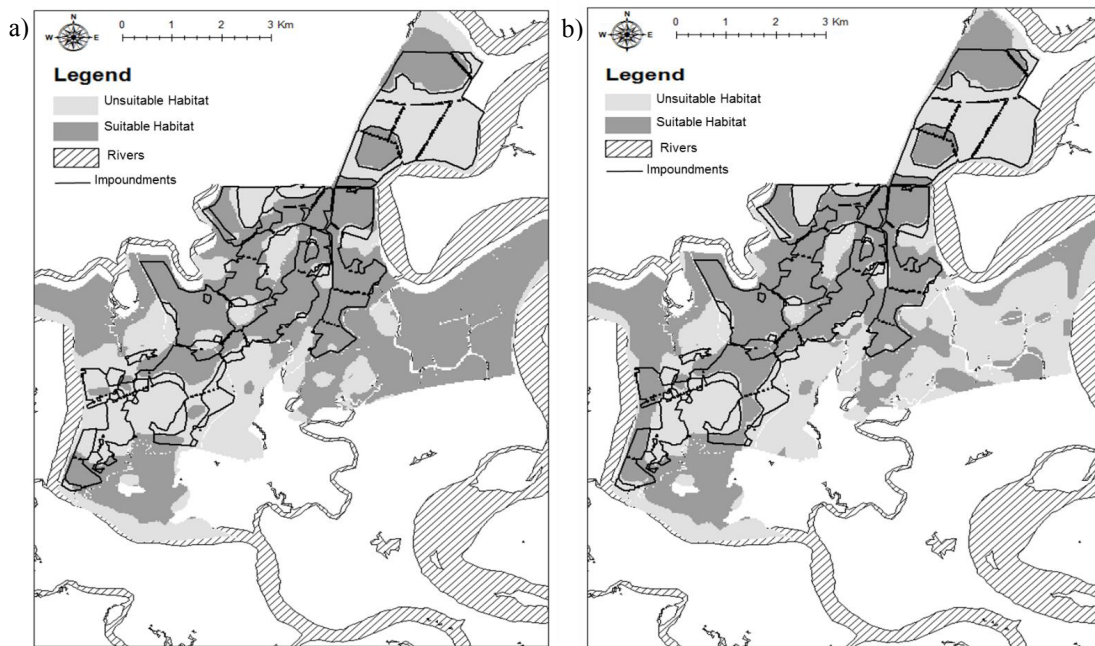 a)
N
W E
S
0 1 2 3 Km
Legend
Unsuitable Habitat
Suitable Habitat
Rivers
Impoundments
b)
N
W E
S
0 1 2 3 Km
Legend
Unsuitable Habitat
Suitable Habitat
Rivers
Impoundments